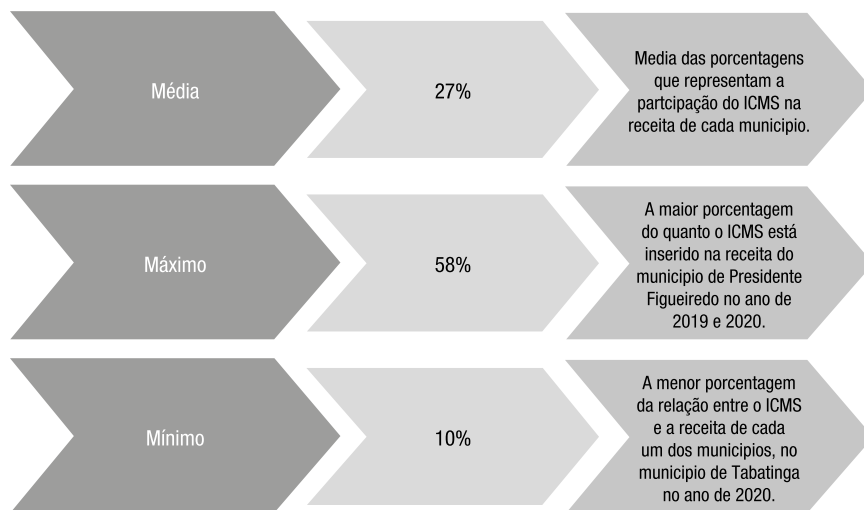 Média
27%
Media das porcentagens
que representam a
partcipação do ICMS na
receita de cada municipio.
Máximo
58%
A maior porcentagem
do quanto o ICMS está
inserido na receita do
municipio de Presidente
Figueiredo no ano de
2019 e 2020.
Mínimo
10%
A menor porcentagem
da relação entre o ICMS
e a receita de cada
um dos municipios, no
municipio de Tabatinga
no ano de 2020.